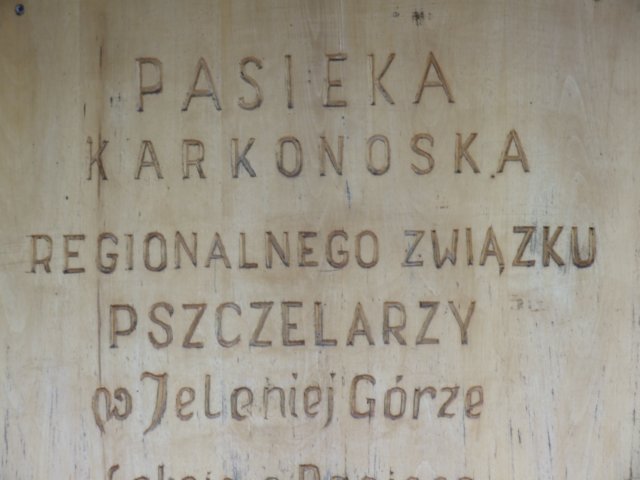 PASIEKA
KARKONOSKA
REGIONALNEGO ZWIĄZKU
PSZCZELARZY
w Jeleniej Górze